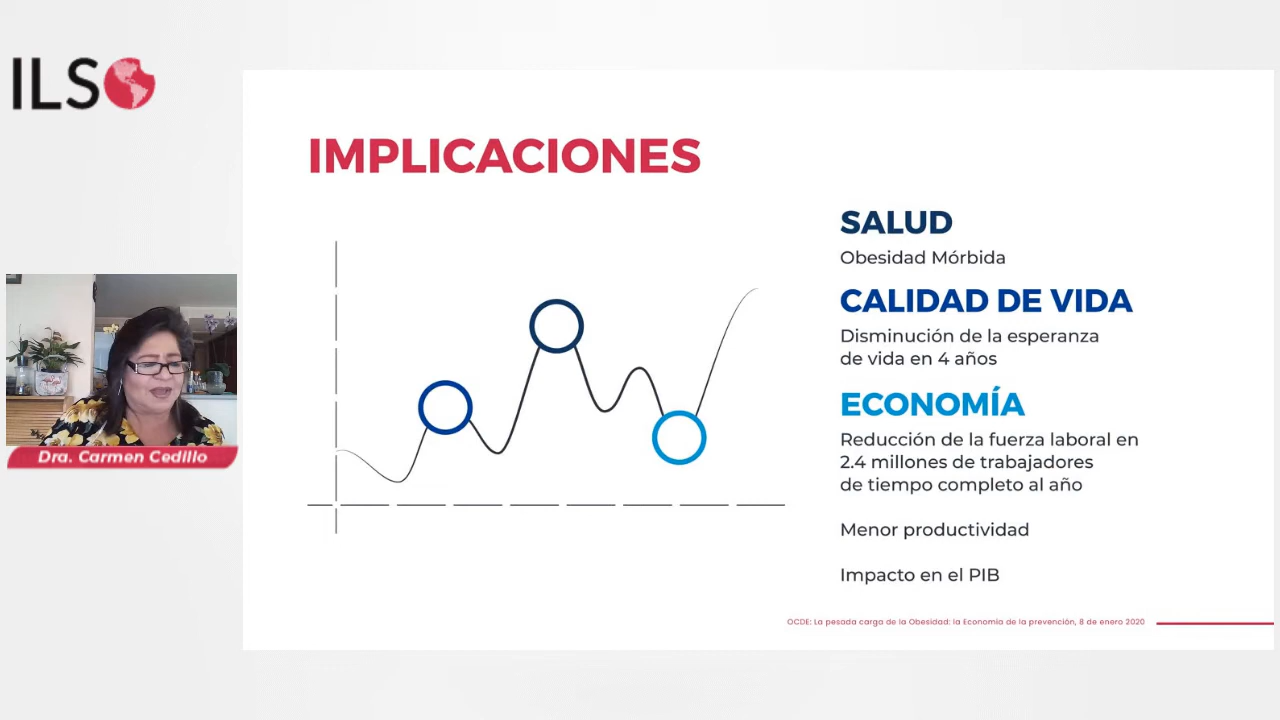 ILSO
IMPLICACIONES
SALUD
Obesidad Mórbida
CALIDAD DE VIDA
Disminución de la esperanza
de vida en 4 años
ECONOMÍA
Reducción de la fuerza laboral en
2.4 millones de trabajadores
de tiempo completo al año
Menor productividad
Impacto en el PIB
OCDE: La pesada carga de la Obesidad: la Economía de la prevención, 8 de enero 2020
Dra. Carmen Cedillo